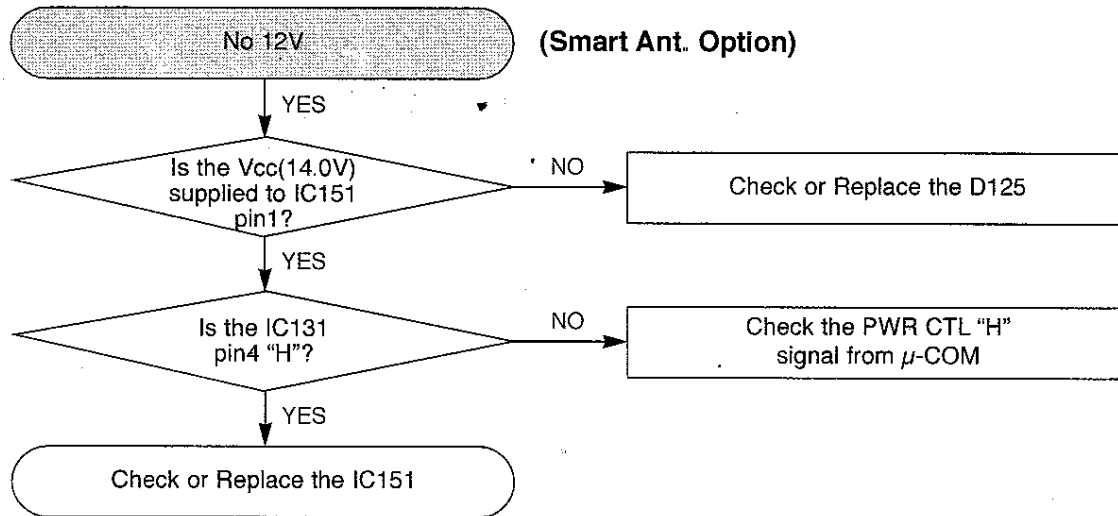 No 12V
(Smart Ant. Option)
YES
Is the Vcc(14.0V)
supplied to IC151
pin1?
NO
Check or Replace the D125
YES
Is the IC131
pin4 “H”?
NO
Check the PWR CTL “H”
signal from μ-COM
YES
Check or Replace the IC151